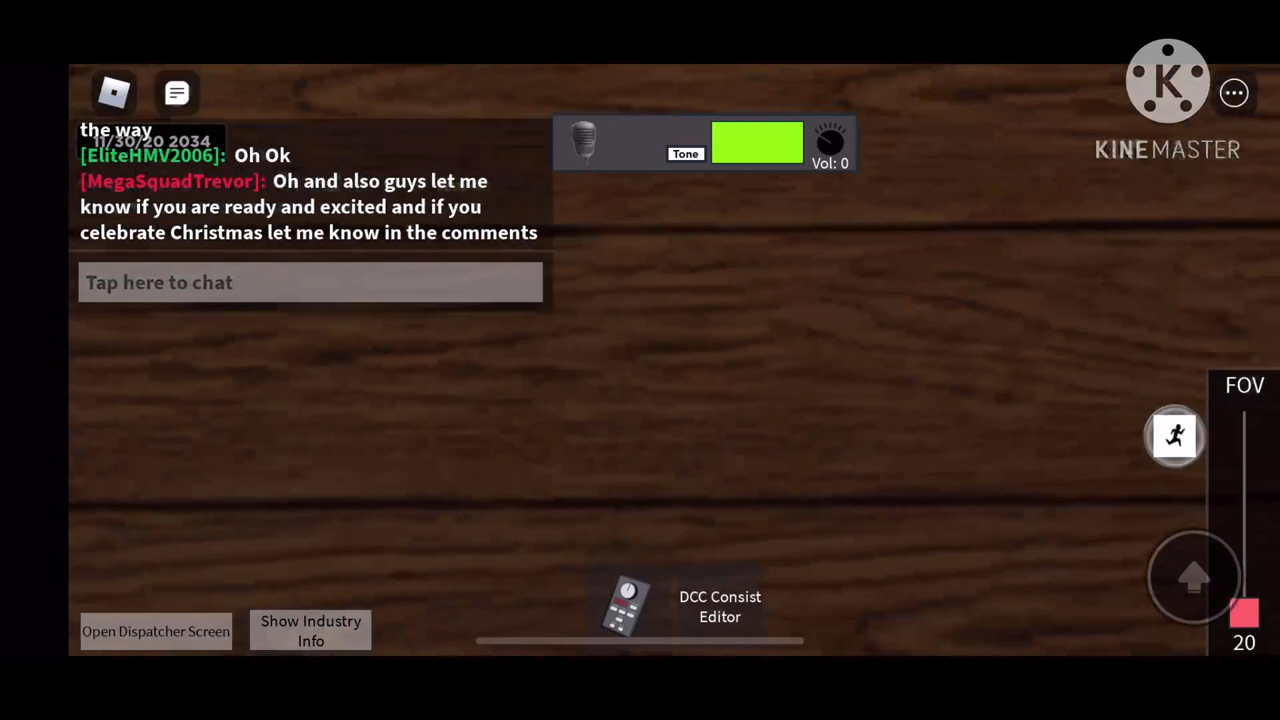 the way
11/30/20 2034
[EliteHMV2006]: Oh Ok
[MegaSquadTrevor]: Oh and also guys let me
know if you are ready and excited and if you
celebrate Christmas let me know in the comments
Tap here to chat
Tone
Vol: 0
K
KINEMASTER
FOV
20
DCC Consist
Editor
Open Dispatcher Screen
Show Industry
Info